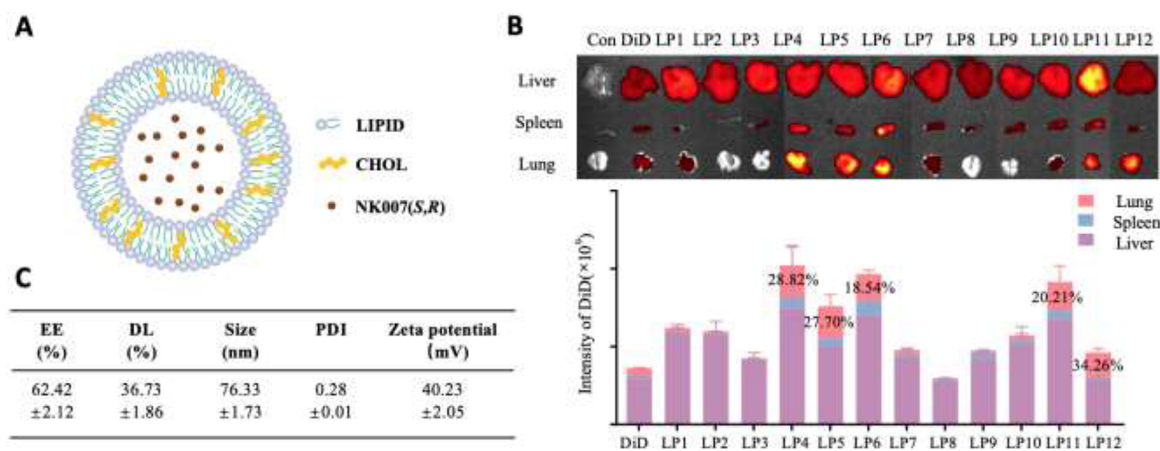 A
LIPID
CHOL
NK007(S,R)
B
Con DiD LP1 LP2 LP3 LP4 LP5 LP6 LP7 LP8 LP9 LP10 LP11 LP12
Liver
Spleen
Lung
Intensity of DiD(×10⁹)
Lung
Spleen
Liver
28.82%
27.70%
18.54%
20.21%
34.26%
DiD LP1 LP2 LP3 LP4 LP5 LP6 LP7 LP8 LP9 LP10 LP11 LP12
C
EE DL Size PDI Zeta potential
(%) (%) (nm) (mV)
62.42 36.73 76.33 0.28 40.23
±2.12 ±1.86 ±1.73 ±0.01 ±2.05